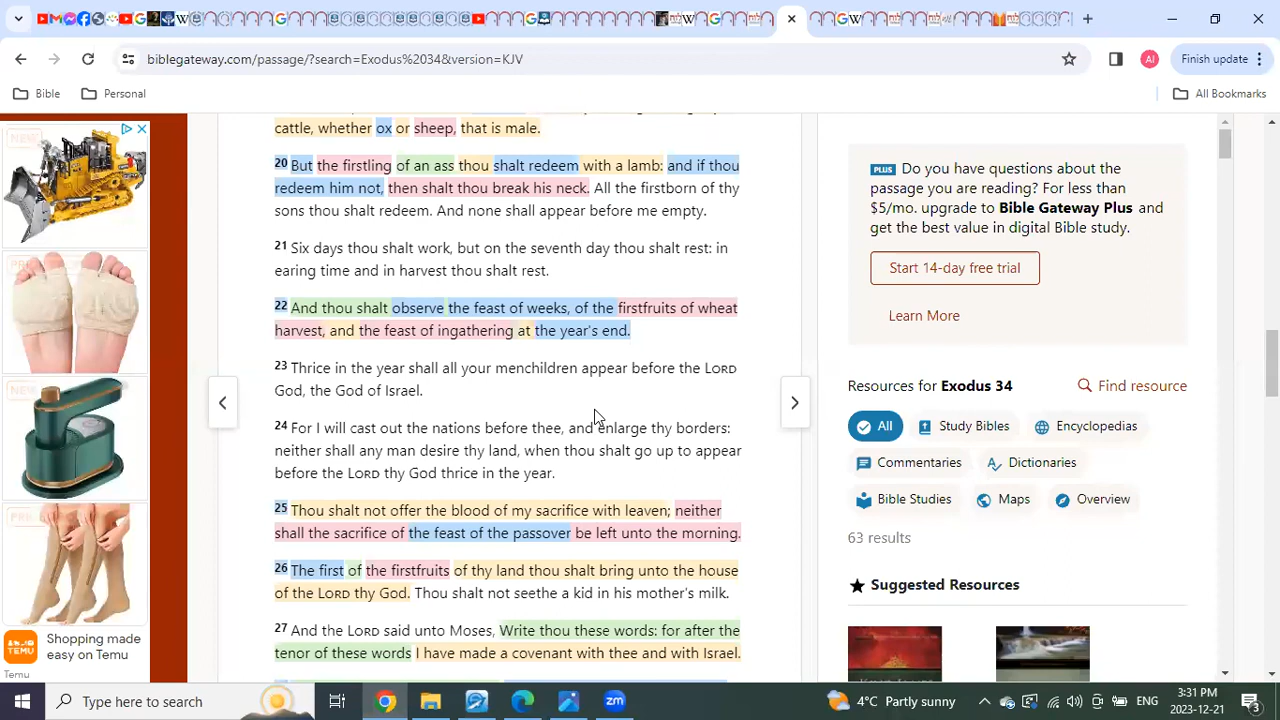 biblegateway.com/passage/?search=Exodus%2034&version=KJV
AI
Finish update
Bible
Personal
All Bookmarks
cattle, whether ox or sheep, that is male.
20 But the firstling of an ass thou shalt redeem with a lamb: and if thou
redeem him not, then shalt thou break his neck. All the firstborn of thy
sons thou shalt redeem. And none shall appear before me empty.
21 Six days thou shalt work, but on the seventh day thou shalt rest: in
earing time and in harvest thou shalt rest.
22 And thou shalt observe the feast of weeks, of the firstfruits of wheat
harvest, and the feast of ingathering at the year's end.
23 Thrice in the year shall all your menchildren appear before the LORD
God, the God of Israel.
24 For I will cast out the nations before thee, and enlarge thy borders:
neither shall any man desire thy land, when thou shalt go up to appear
before the LORD thy God thrice in the year.
25 Thou shalt not offer the blood of my sacrifice with leaven; neither
shall the sacrifice of the feast of the passover be left unto the morning.
26 The first of the firstfruits of thy land thou shalt bring unto the house
of the LORD thy God. Thou shalt not seethe a kid in his mother's milk.
27 And the LORD said unto Moses, Write thou these words: for after the
tenor of these words I have made a covenant with thee and with Israel.
PLUS Do you have questions about the
passage you are reading? For less than
$5/mo. upgrade to Bible Gateway Plus and
get the best value in digital Bible study.
Start 14-day free trial
Learn More
Resources for Exodus 34
Find resource
All
Study Bibles
Encyclopedias
Commentaries
Dictionaries
Bible Studies
Maps
Overview
63 results
Suggested Resources
TEMU
Shopping made
easy on Temu
Temu
Type here to search
zm
4°C Partly sunny
ENG
3:31 PM
2023-12-21
3